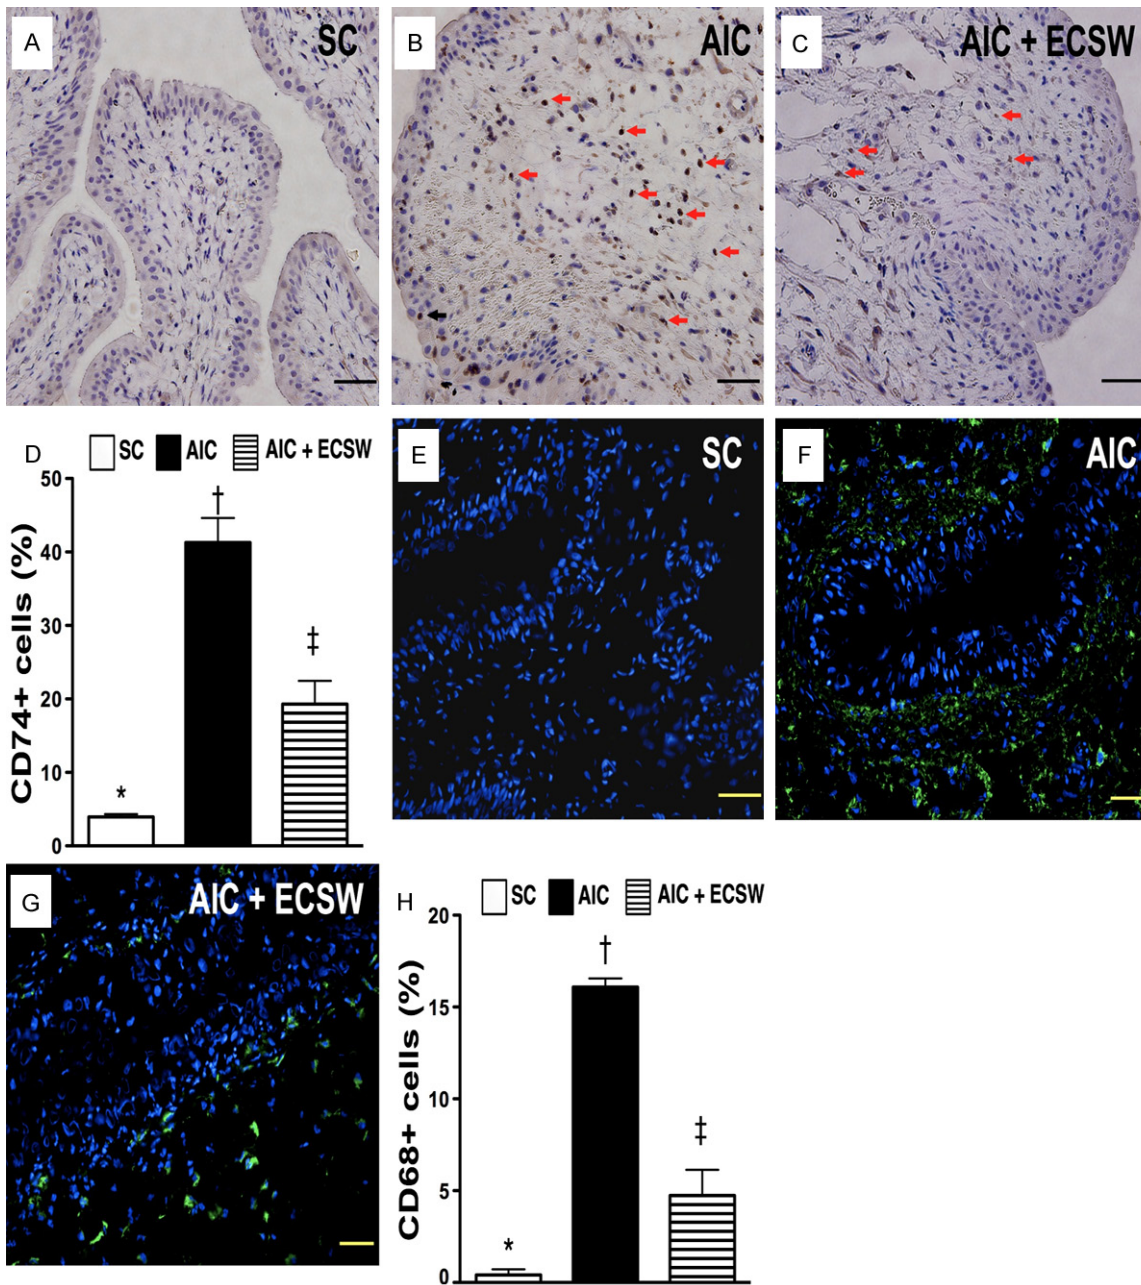 A
SC
B
AIC
C
AIC + ECSW
D
SC
AIC
AIC + ECSW
CD74+ cells (%)
50
40
30
20
10
0
*
†
‡
E
SC
F
AIC
G
AIC + ECSW
H
SC
AIC
AIC + ECSW
CD68+ cells (%)
20
15
10
5
0
*
†
‡